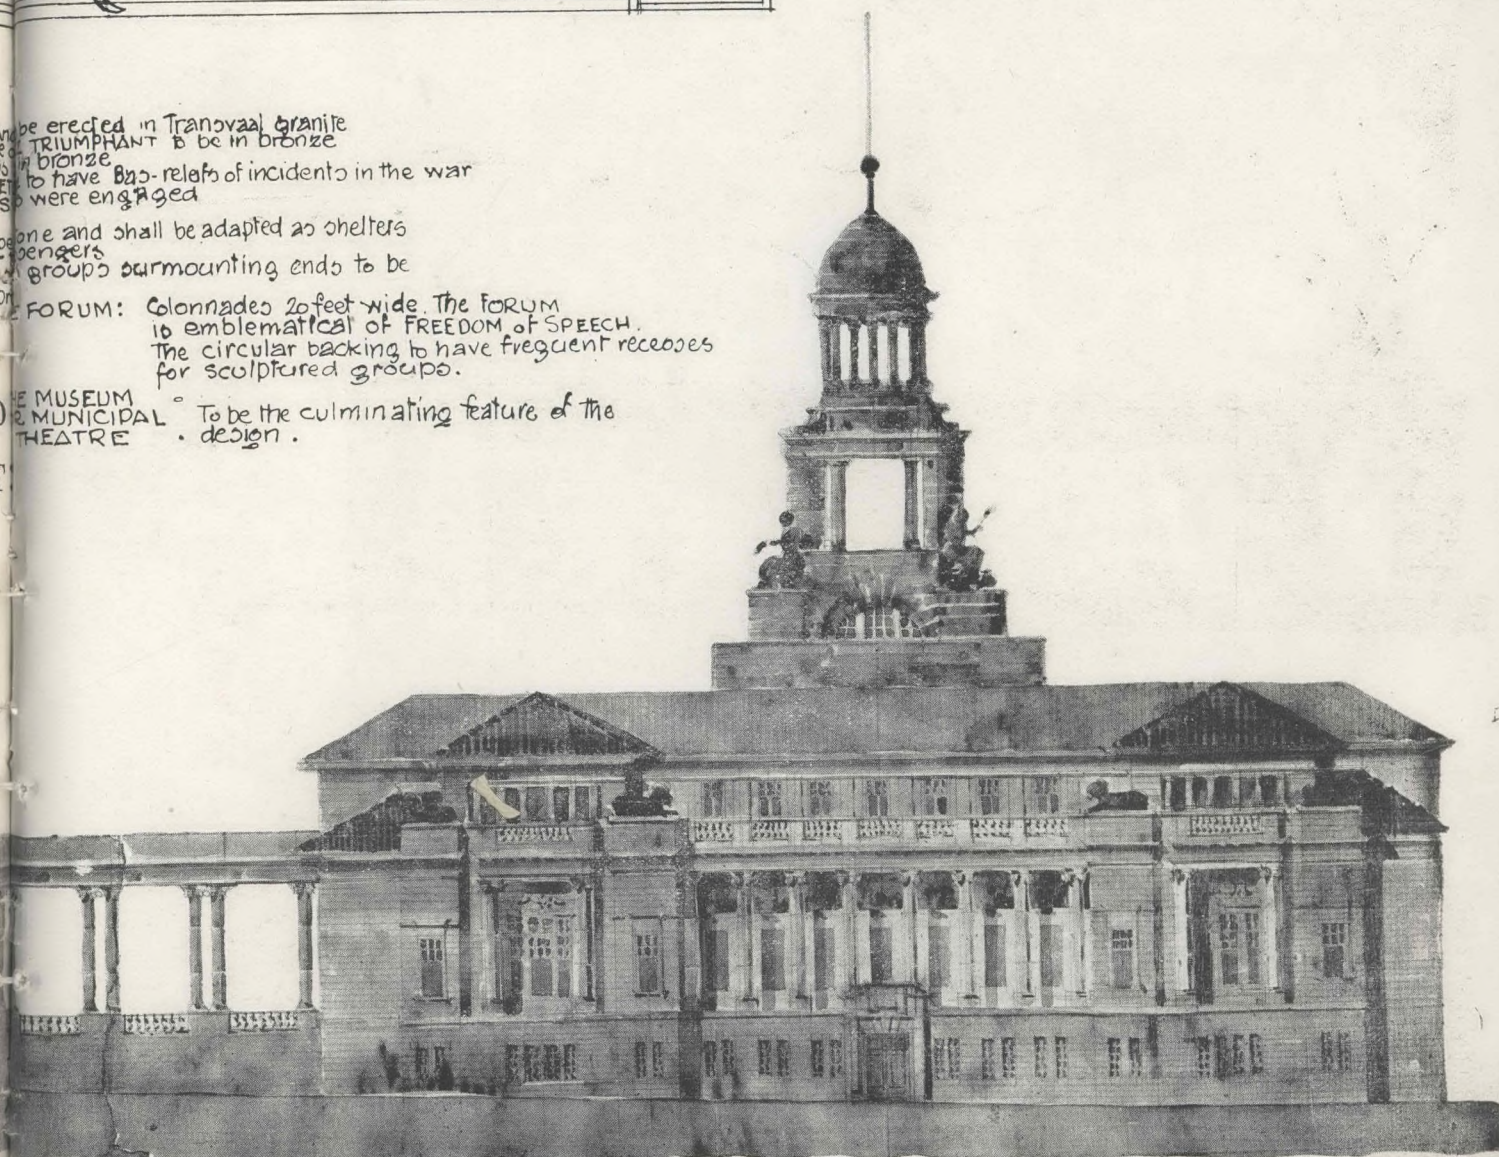 be erected in Transvaal granite
TRIUMPHANT to be in bronze
in bronze
to have Bas-reliefs of incidents in the war
were engaged
one and shall be adapted as shelters
sengers
groups surmounting ends to be
FORUM: Colonnades 20 feet wide. The FORUM
is emblematical of FREEDOM of SPEECH.
The circular backing to have frequent recesses
for sculptured groups.
E MUSEUM
R MUNICIPAL To be the culminating feature of the
THEATRE . design.